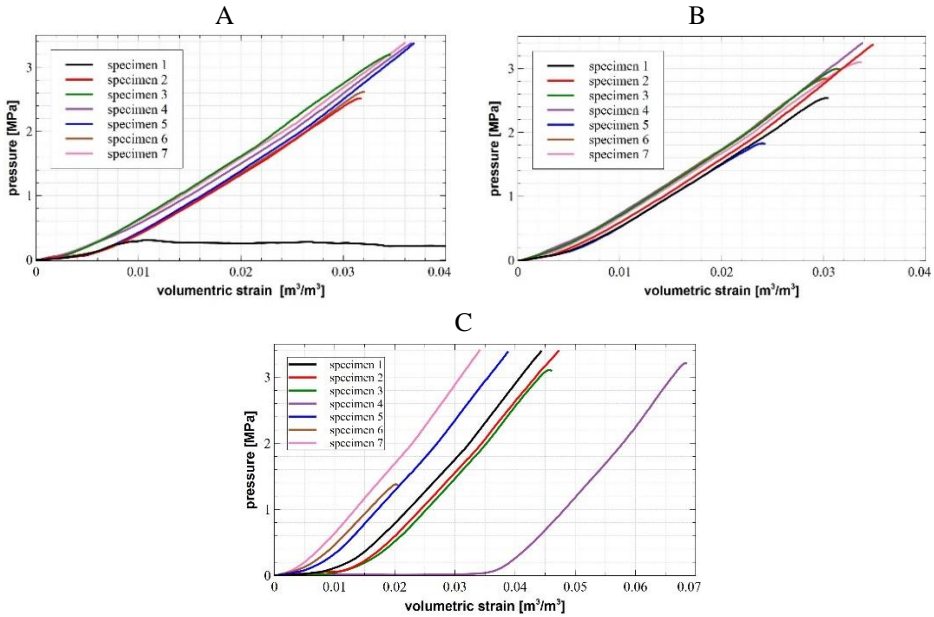 A
pressure [MPa]
3
2
1
0
specimen 1
specimen 2
specimen 3
specimen 4
specimen 5
specimen 6
specimen 7
0 0.01 0.02 0.03 0.04
volumentric strain [m³/m³]
B
pressure [MPa]
3
2
1
0
specimen 1
specimen 2
specimen 3
specimen 4
specimen 5
specimen 6
specimen 7
0 0.01 0.02 0.03 0.04
volumetric strain [m³/m³]
C
pressure [MPa]
3
2
1
0
specimen 1
specimen 2
specimen 3
specimen 4
specimen 5
specimen 6
specimen 7
0 0.01 0.02 0.03 0.04 0.05 0.06 0.07
volumetric strain [m³/m³]